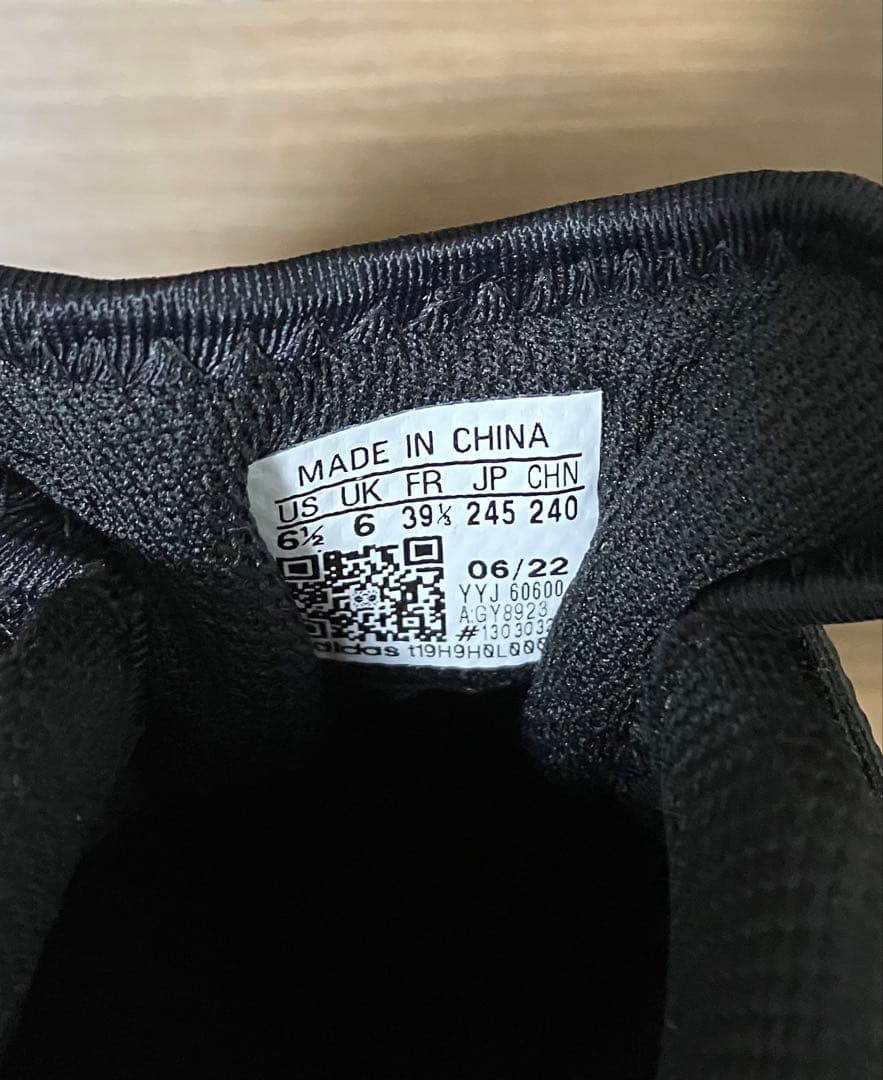 MADE IN CHINA
US UK FR JP CHN
6½ 6 39⅓ 245 240
06/22
YYJ 60600
A:GY8923
adidas